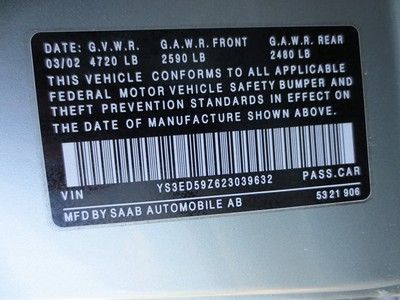 DATE: G.V.W.R. G.A.W.R. FRONT G.A.W.R. REAR
03/02 4720 LB 2590 LB 2480 LB
THIS VEHICLE CONFORMS TO ALL APPLICABLE
FEDERAL MOTOR VEHICLE SAFETY BUMPER AND
THEFT PREVENTION STANDARDS IN EFFECT ON
THE DATE OF MANUFACTURE SHOWN ABOVE.
VIN YS3ED59Z623039632 PASS.CAR
MFD BY SAAB AUTOMOBILE AB 5321 906